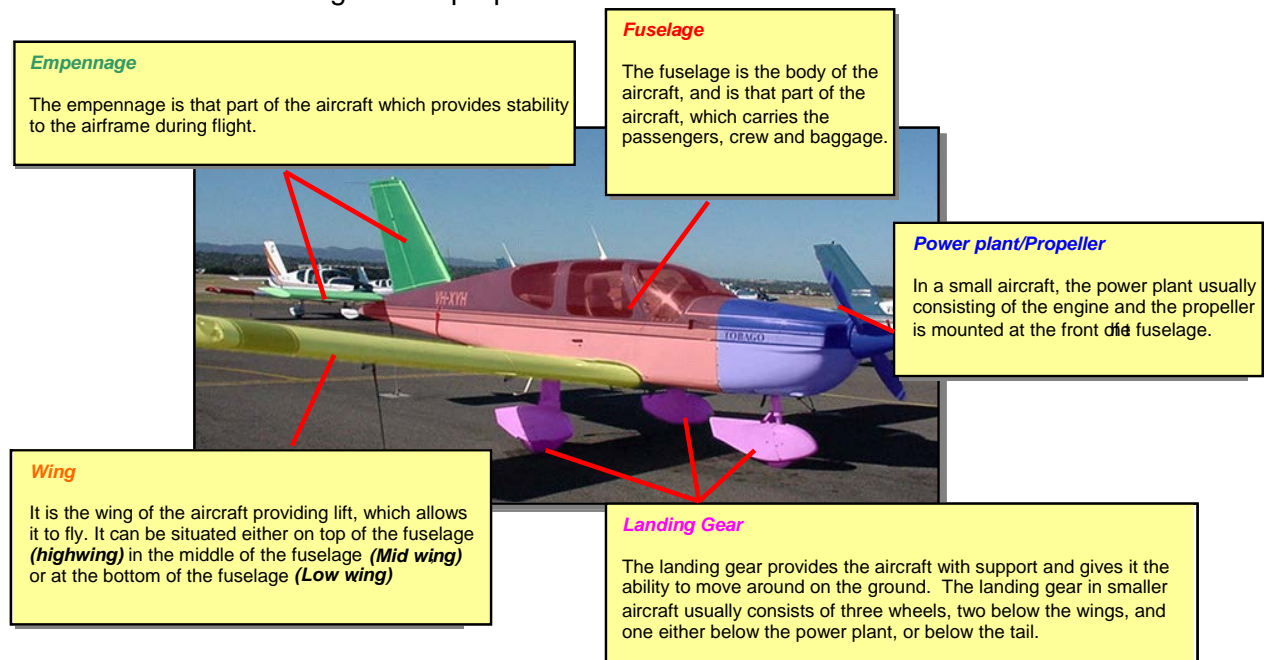 Empennage
The empennage is that part of the aircraft which provides stability
to the airframe during flight.
Fuselage
The fuselage is the body of the
aircraft, and is that part of the
aircraft, which carries the
passengers, crew and baggage.
Power plant/Propeller
In a small aircraft, the power plant usually
consisting of the engine and the propeller
is mounted at the front of the fuselage.
VH-XYH
TOBAGO
Wing
It is the wing of the aircraft providing lift, which allows
it to fly. It can be situated either on top of the fuselage
(highwing) in the middle of the fuselage (Mid wing)
or at the bottom of the fuselage (Low wing)
Landing Gear
The landing gear provides the aircraft with support and gives it the
ability to move around on the ground. The landing gear in smaller
aircraft usually consists of three wheels, two below the wings, and
one either below the power plant, or below the tail.